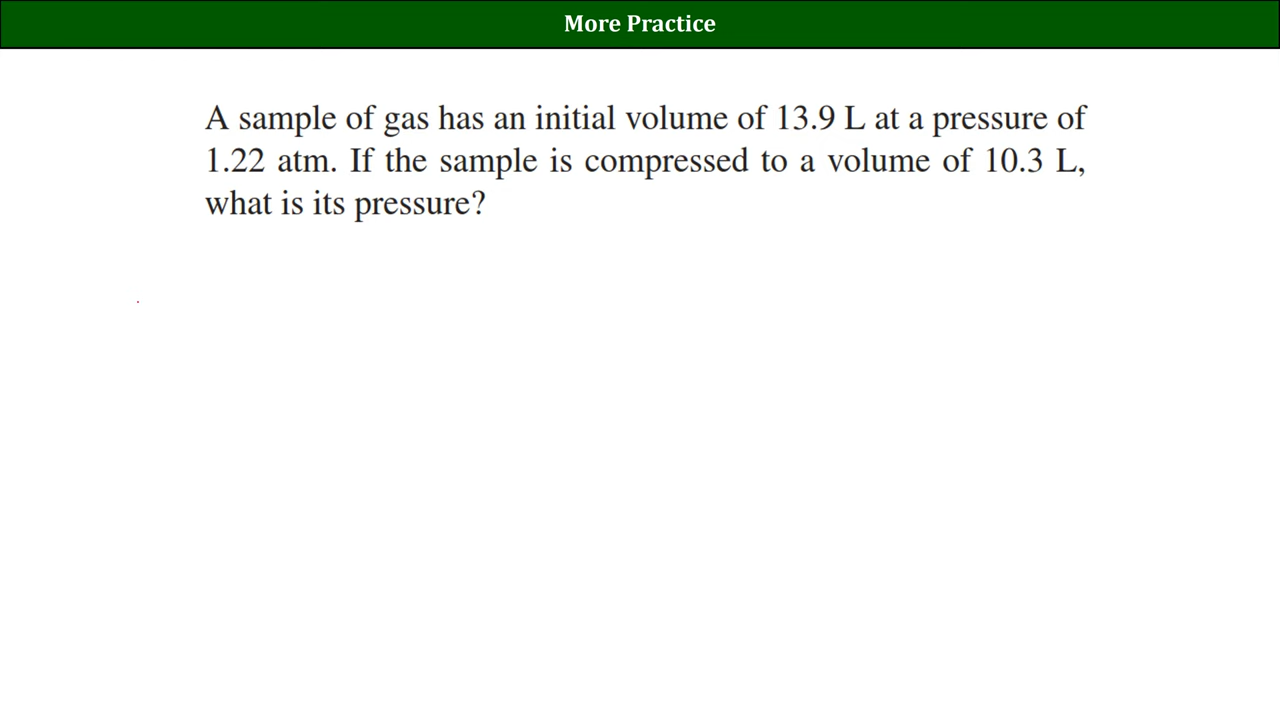 More Practice
A sample of gas has an initial volume of 13.9 L at a pressure of
1.22 atm. If the sample is compressed to a volume of 10.3 L,
what is its pressure?